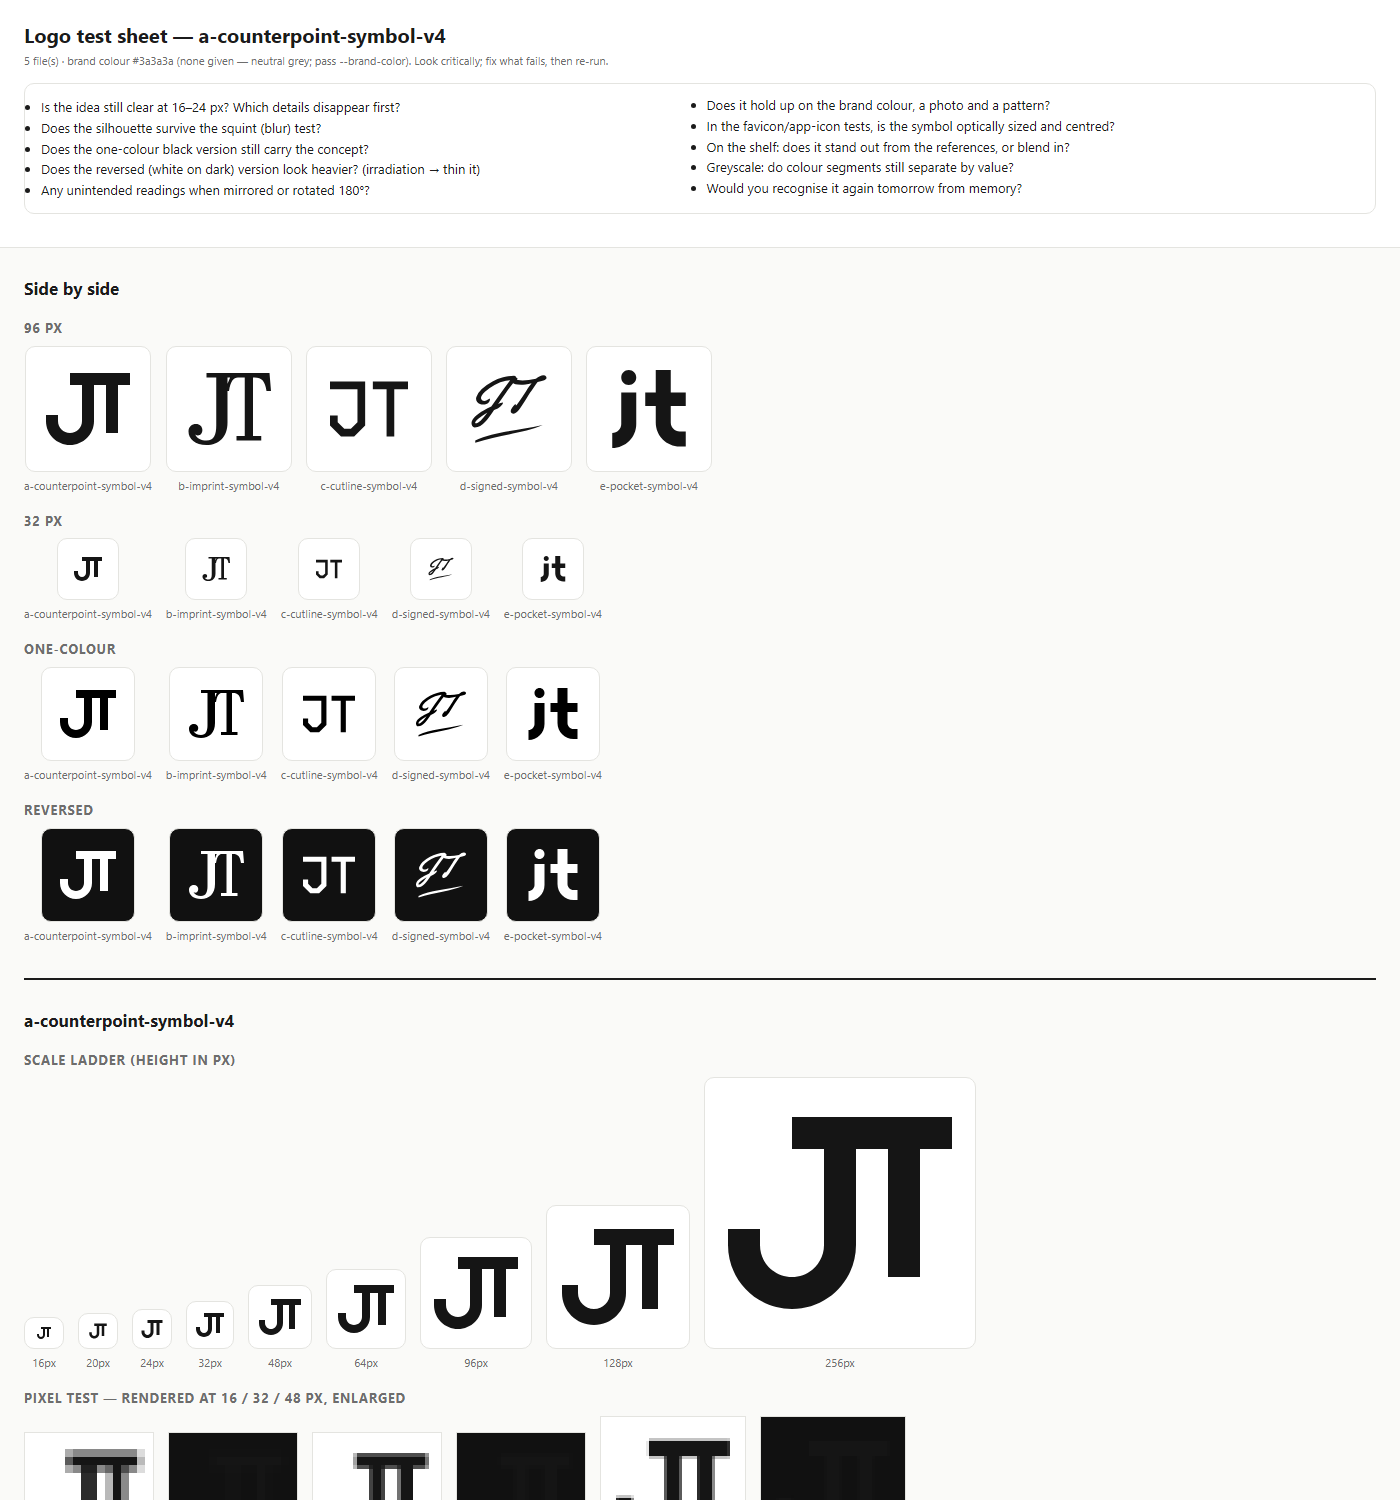 Logo test sheet — a-counterpoint-symbol-v4
5 file(s) · brand colour #3a3a3a (none given — neutral grey; pass --brand-color). Look critically; fix what fails, then re-run.
Is the idea still clear at 16–24 px? Which details disappear first?
Does the silhouette survive the squint (blur) test?
Does the one-colour black version still carry the concept?
Does the reversed (white on dark) version look heavier? (irradiation → thin it)
Any unintended readings when mirrored or rotated 180°?
Does it hold up on the brand colour, a photo and a pattern?
In the favicon/app-icon tests, is the symbol optically sized and centred?
On the shelf: does it stand out from the references, or blend in?
Greyscale: do colour segments still separate by value?
Would you recognise it again tomorrow from memory?
Side by side
96 PX
JT JT JT JT jt
a-counterpoint-symbol-v4 b-imprint-symbol-v4 c-cutline-symbol-v4 d-signed-symbol-v4 e-pocket-symbol-v4
32 PX
JT JT JT JT jt
a-counterpoint-symbol-v4 b-imprint-symbol-v4 c-cutline-symbol-v4 d-signed-symbol-v4 e-pocket-symbol-v4
ONE-COLOUR
JT JT JT JT jt
a-counterpoint-symbol-v4 b-imprint-symbol-v4 c-cutline-symbol-v4 d-signed-symbol-v4 e-pocket-symbol-v4
REVERSED
JT JT JT JT jt
a-counterpoint-symbol-v4 b-imprint-symbol-v4 c-cutline-symbol-v4 d-signed-symbol-v4 e-pocket-symbol-v4
a-counterpoint-symbol-v4
SCALE LADDER (HEIGHT IN PX)
JT JT JT JT JT JT JT JT JT
16px 20px 24px 32px 48px 64px 96px 128px 256px
PIXEL TEST — RENDERED AT 16 / 32 / 48 PX, ENLARGED